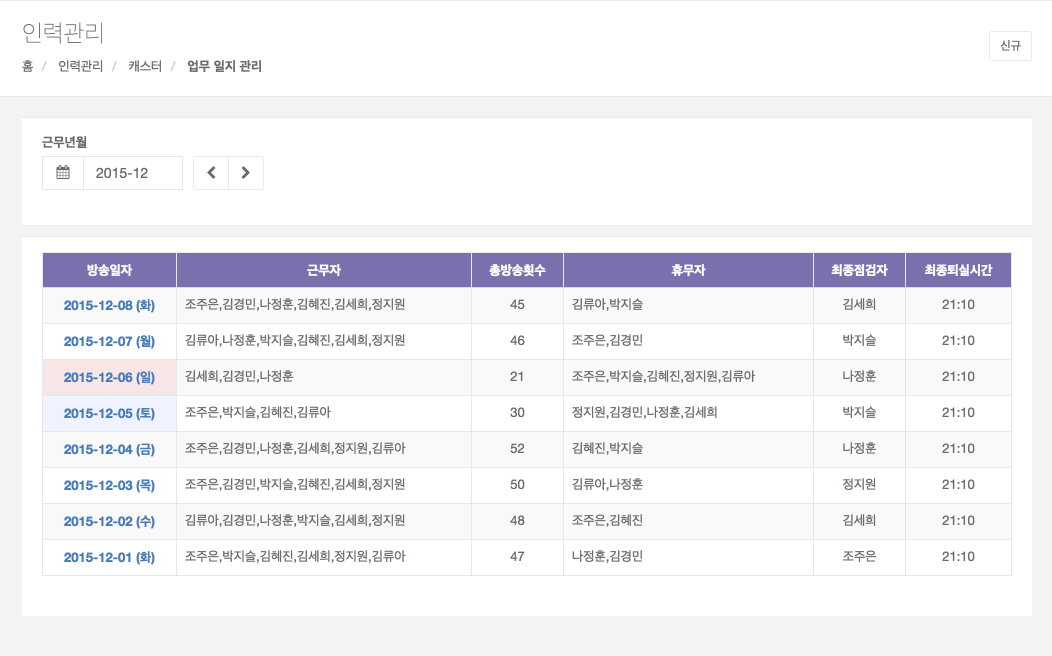 인력관리
신규
홈 / 인력관리 / 캐스터 / 업무 일지 관리
근무년월
2015-12
방송일자 근무자 총방송횟수 휴무자 최종점검자 최종퇴실시간
2015-12-08 (화) 조주은,김경민,나정훈,김혜진,김세희,정지원 45 김류아,박지슬 김세희 21:10
2015-12-07 (월) 김류아,나정훈,박지슬,김혜진,김세희,정지원 46 조주은,김경민 박지슬 21:10
2015-12-06 (일) 김세희,김경민,나정훈 21 조주은,박지슬,김혜진,정지원,김류아 나정훈 21:10
2015-12-05 (토) 조주은,박지슬,김혜진,김류아 30 정지원,김경민,나정훈,김세희 박지슬 21:10
2015-12-04 (금) 조주은,김경민,나정훈,김세희,정지원,김류아 52 김혜진,박지슬 나정훈 21:10
2015-12-03 (목) 조주은,김경민,박지슬,김혜진,김세희,정지원 50 김류아,나정훈 정지원 21:10
2015-12-02 (수) 김류아,김경민,나정훈,박지슬,김세희,정지원 48 조주은,김혜진 김세희 21:10
2015-12-01 (화) 조주은,박지슬,김혜진,김세희,정지원,김류아 47 나정훈,김경민 조주은 21:10